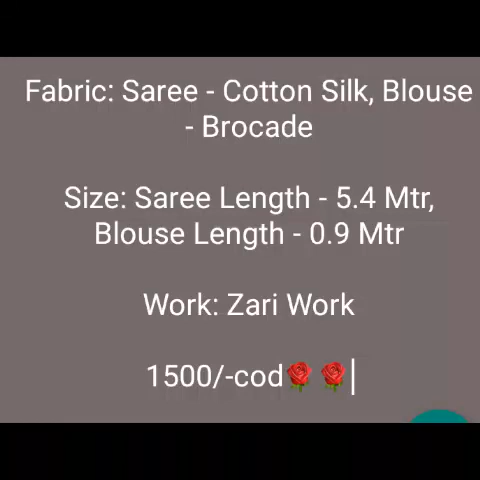 Fabric: Saree - Cotton Silk, Blouse
- Brocade
Size: Saree Length - 5.4 Mtr,
Blouse Length - 0.9 Mtr
Work: Zari Work
1500/-cod🌹🌹